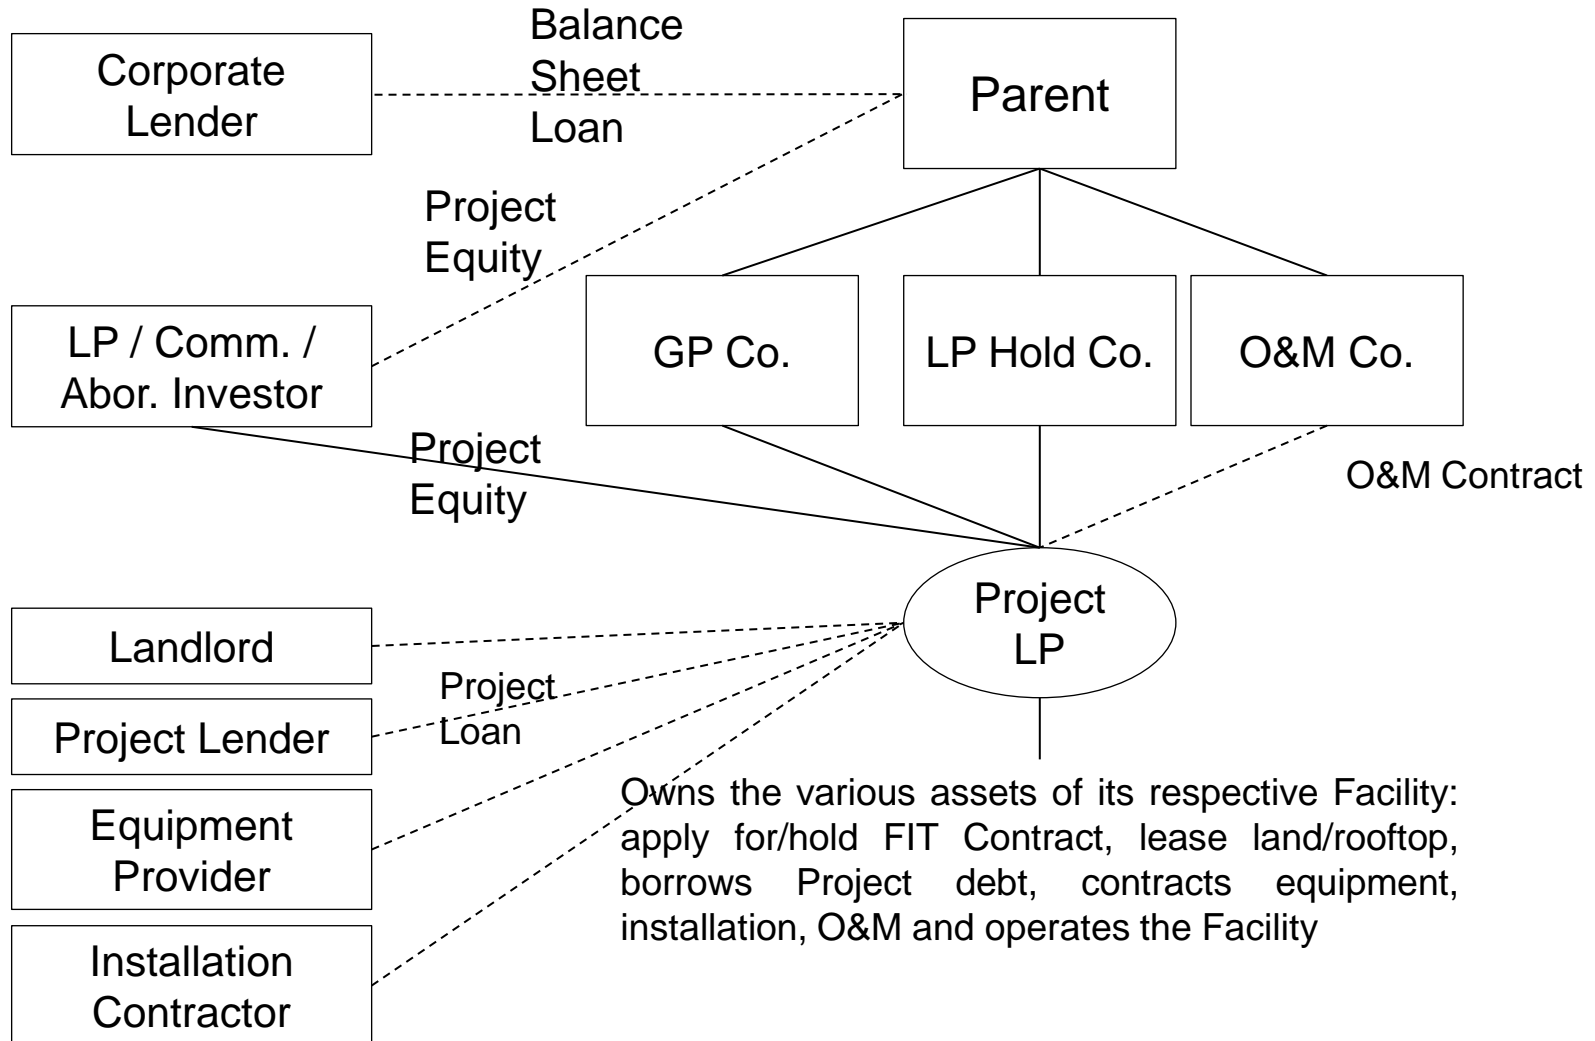 Corporate
Lender
Balance
Sheet
Loan
Parent
Project
Equity
LP / Comm. /
Abor. Investor
GP Co.
LP Hold Co.
O&M Co.
Project
Equity
O&M Contract
Project
LP
Landlord
Project Lender
Project
Loan
Equipment
Provider
Installation
Contractor
Owns the various assets of its respective Facility:
apply for/hold FIT Contract, lease land/rooftop,
borrows Project debt, contracts equipment,
installation, O&M and operates the Facility